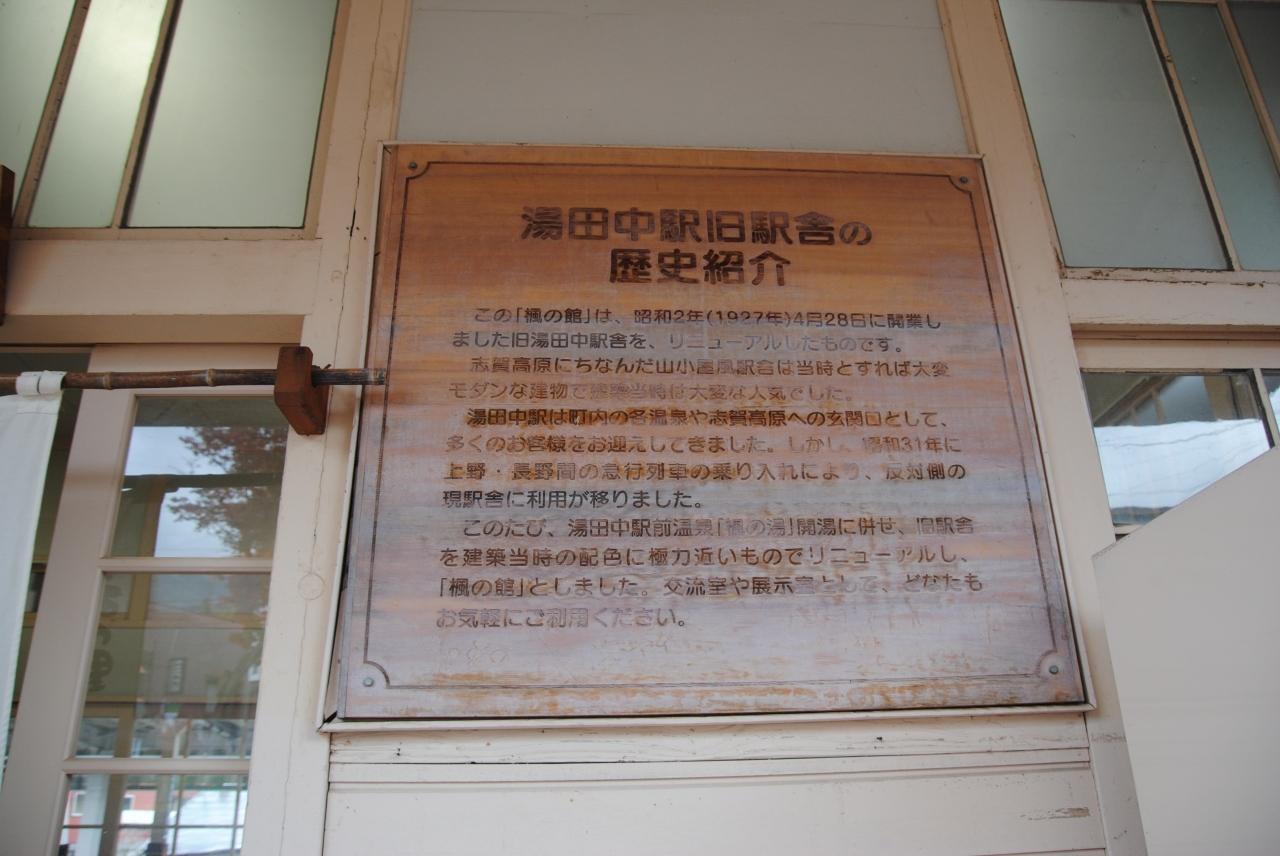 湯田中駅旧駅舎の
歴史紹介
この「楓の館」は、昭和2年(1927年)4月28日に開業し
ました旧湯田中駅舎を、リニューアルしたものです。
志賀高原にちなんだ山小屋風駅舎は当時とすれば大変
モダンな建物で建築当時は大変な人気でした。
湯田中駅は町内の各温泉や志賀高原への玄関口として、
多くのお客様をお迎えしてきました。しかし、昭和31年に
上野・長野間の急行列車の乗り入れにより、反対側の
現駅舎に利用が移りました。
このたび、湯田中駅前温泉「楓の湯」開湯に併せ、旧駅舎
を建築当時の配色に極力近いものでリニューアルし、
「楓の館」としました。交流室や展示室として、どなたも
お気軽にご利用ください。